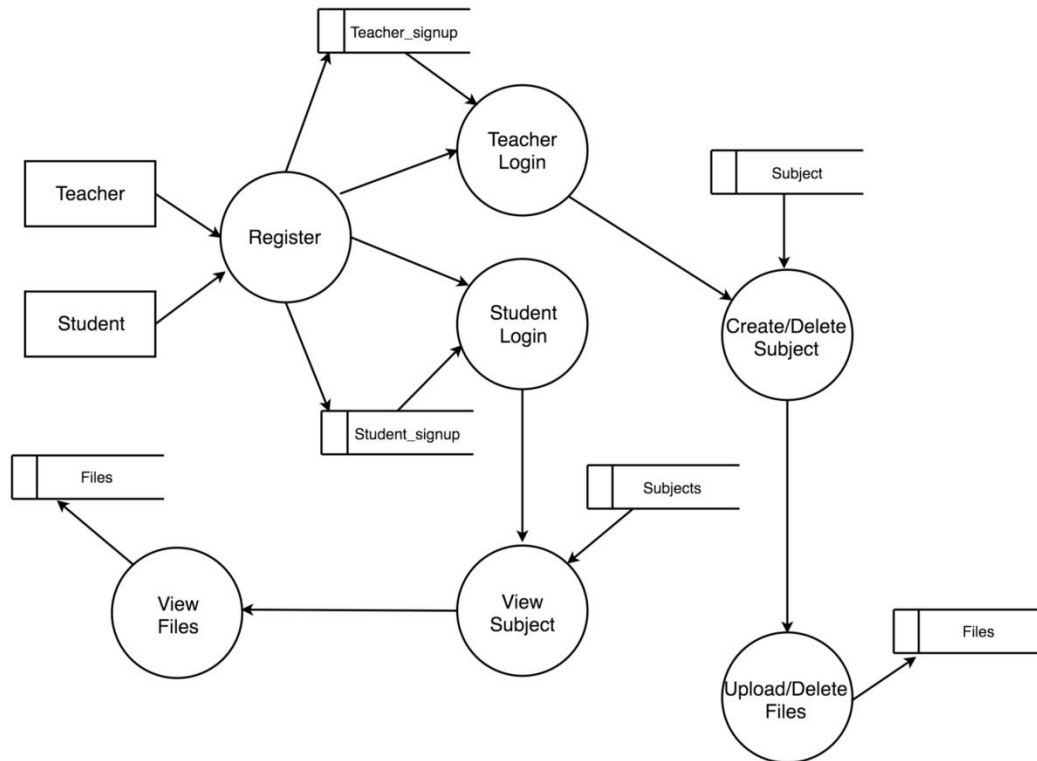 Teacher_signup
Teacher
Login
Subject
Teacher
Register
Student
Student
Login
Create/Delete
Subject
Student_signup
Files
Subjects
View
Files
View
Subject
Files
Upload/Delete
Files